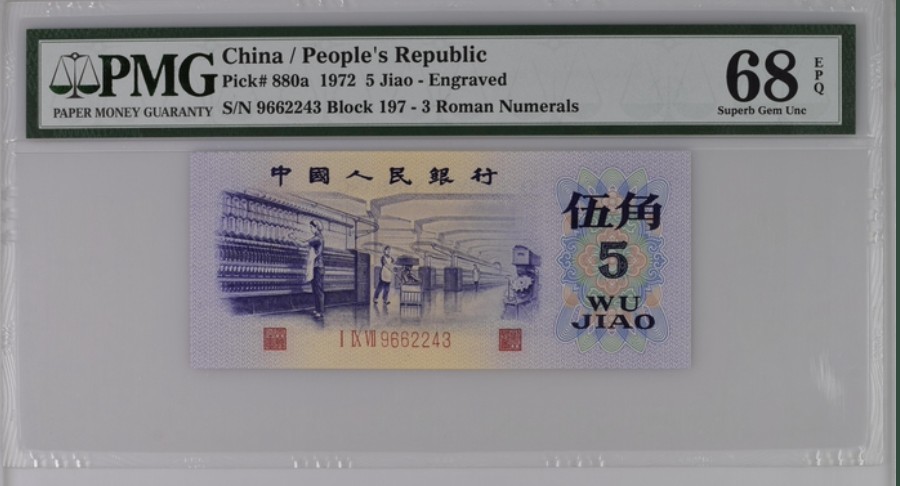 PMG
PAPER MONEY GUARANTY
China / People's Republic
Pick# 880a 1972 5 Jiao - Engraved
S/N 9662243 Block 197 - 3 Roman Numerals
68
EPQ
Superb Gem Unc
中國人民銀行
伍角
5
WU
JIAO
I IX VII 9662243